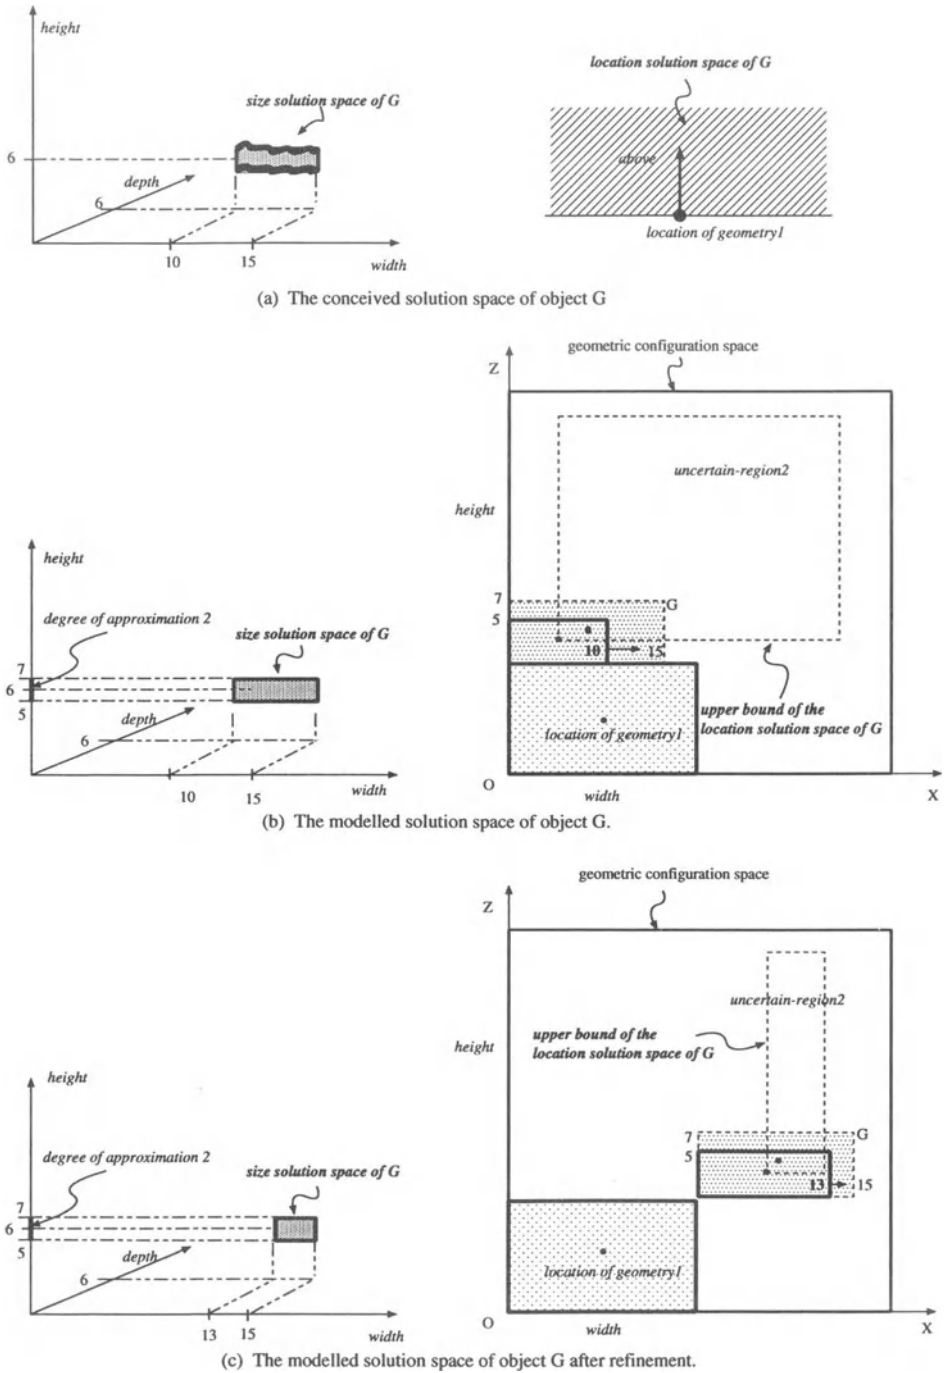 height
size solution space of G
6
depth
6
10
15
width
location solution space of G
above
location of geometry1
(a) The conceived solution space of object G
height
degree of approximation 2
size solution space of G
7
6
5
depth
6
10
15
width
geometric configuration space
Z
uncertain-region2
height
7
G
5
10
15
upper bound of the
location solution space of G
location of geometry1
O
width
X
(b) The modelled solution space of object G.
height
degree of approximation 2
size solution space of G
7
6
5
depth
6
13
15
width
geometric configuration space
Z
uncertain-region2
upper bound of the
location solution space of G
height
7
G
5
13
15
location of geometry1
O
width
X
(c) The modelled solution space of object G after refinement.